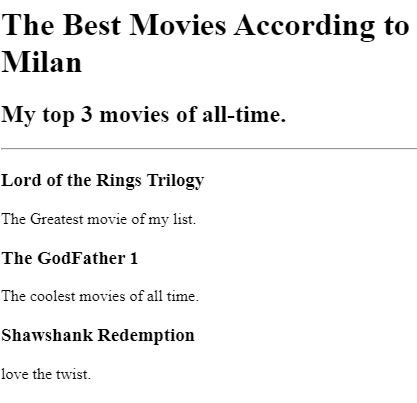 The Best Movies According to
Milan
My top 3 movies of all-time.
Lord of the Rings Trilogy
The Greatest movie of my list.
The GodFather 1
The coolest movies of all time.
Shawshank Redemption
love the twist.